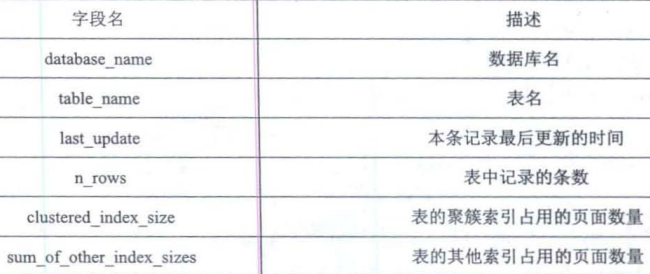 字段名 描述
database_name 数据库名
table_name 表名
last_update 本条记录最后更新的时间
n_rows 表中记录的条数
clustered_index_size 表的聚簇索引占用的页面数量
sum_of_other_index_sizes 表的其他索引占用的页面数量